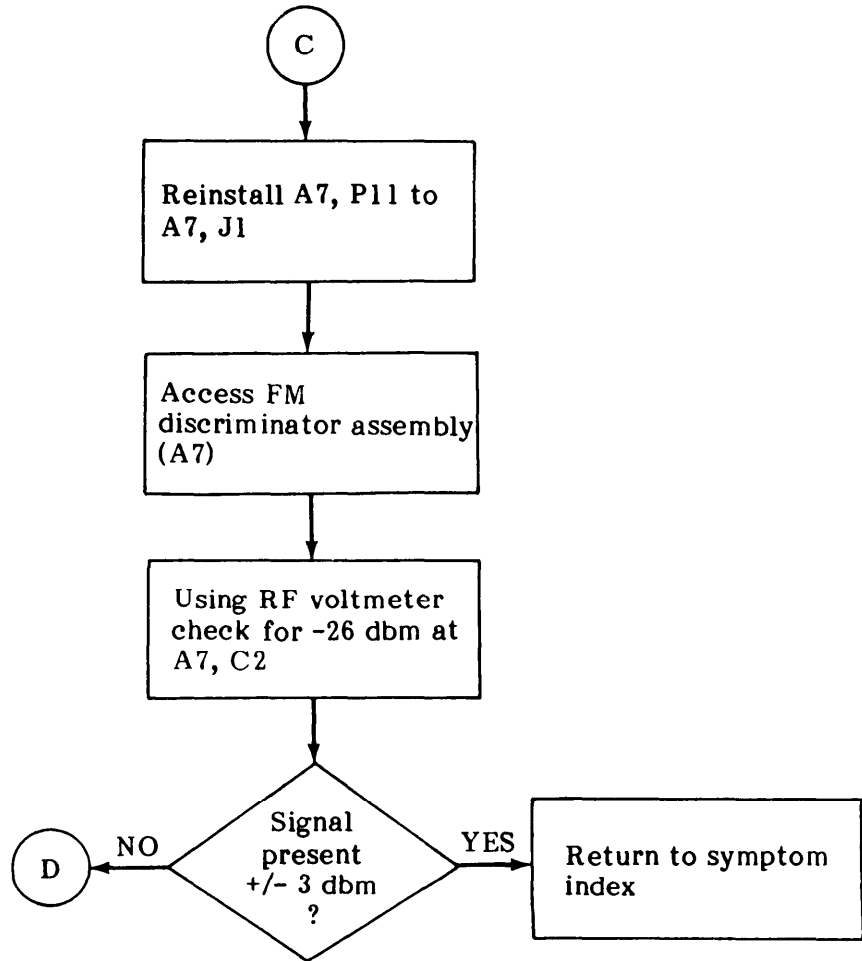 C
Reinstall A7, P11 to
A7, J1
Access FM
discriminator assembly
(A7)
Using RF voltmeter
check for -26 dbm at
A7, C2
Signal
present
+/- 3 dbm
?
NO
D
YES
Return to symptom
index